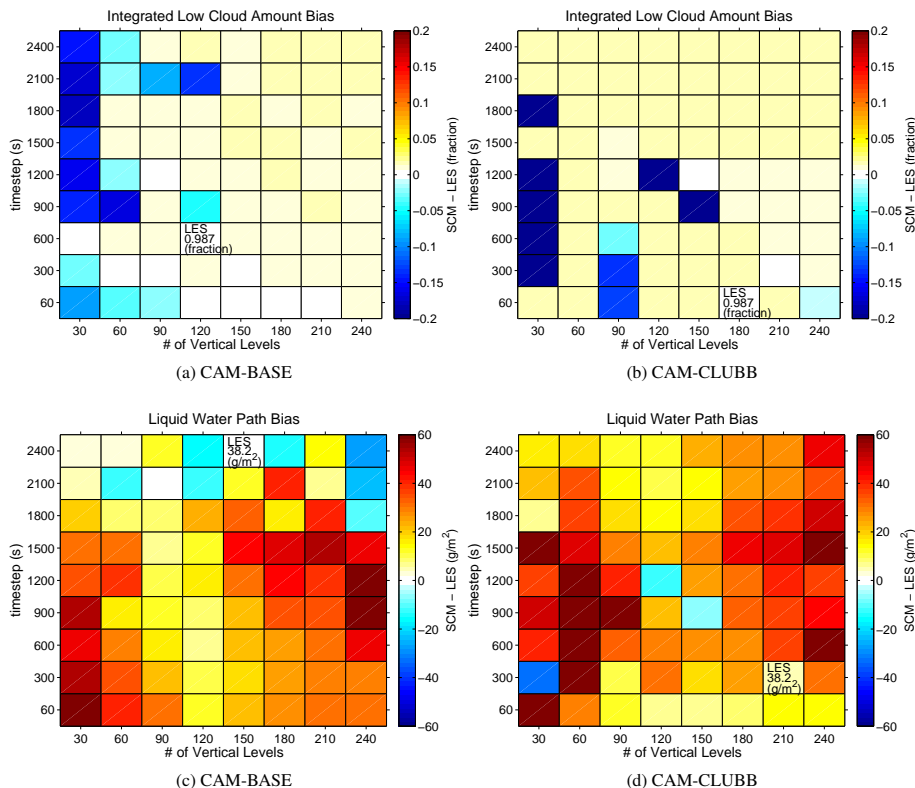 Integrated Low Cloud Amount Bias
2400
2100
1800
1500
1200
900
600
300
60
timestep (s)
LES
0.987
(fraction)
30 60 90 120 150 180 210 240
# of Vertical Levels
0.2
0.15
0.1
0.05
0
−0.05
−0.1
−0.15
−0.2
SCM − LES (fraction)
(a) CAM-BASE
Integrated Low Cloud Amount Bias
2400
2100
1800
1500
1200
900
600
300
60
timestep (s)
LES
0.987
(fraction)
30 60 90 120 150 180 210 240
# of Vertical Levels
0.2
0.15
0.1
0.05
0
−0.05
−0.1
−0.15
−0.2
SCM − LES (fraction)
(b) CAM-CLUBB
Liquid Water Path Bias
2400
2100
1800
1500
1200
900
600
300
60
timestep (s)
LES
38.2
(g/m²)
30 60 90 120 150 180 210 240
# of Vertical Levels
60
40
20
0
−20
−40
−60
SCM − LES (g/m²)
(c) CAM-BASE
Liquid Water Path Bias
2400
2100
1800
1500
1200
900
600
300
60
timestep (s)
LES
38.2
(g/m²)
30 60 90 120 150 180 210 240
# of Vertical Levels
60
40
20
0
−20
−40
−60
SCM − LES (g/m²)
(d) CAM-CLUBB